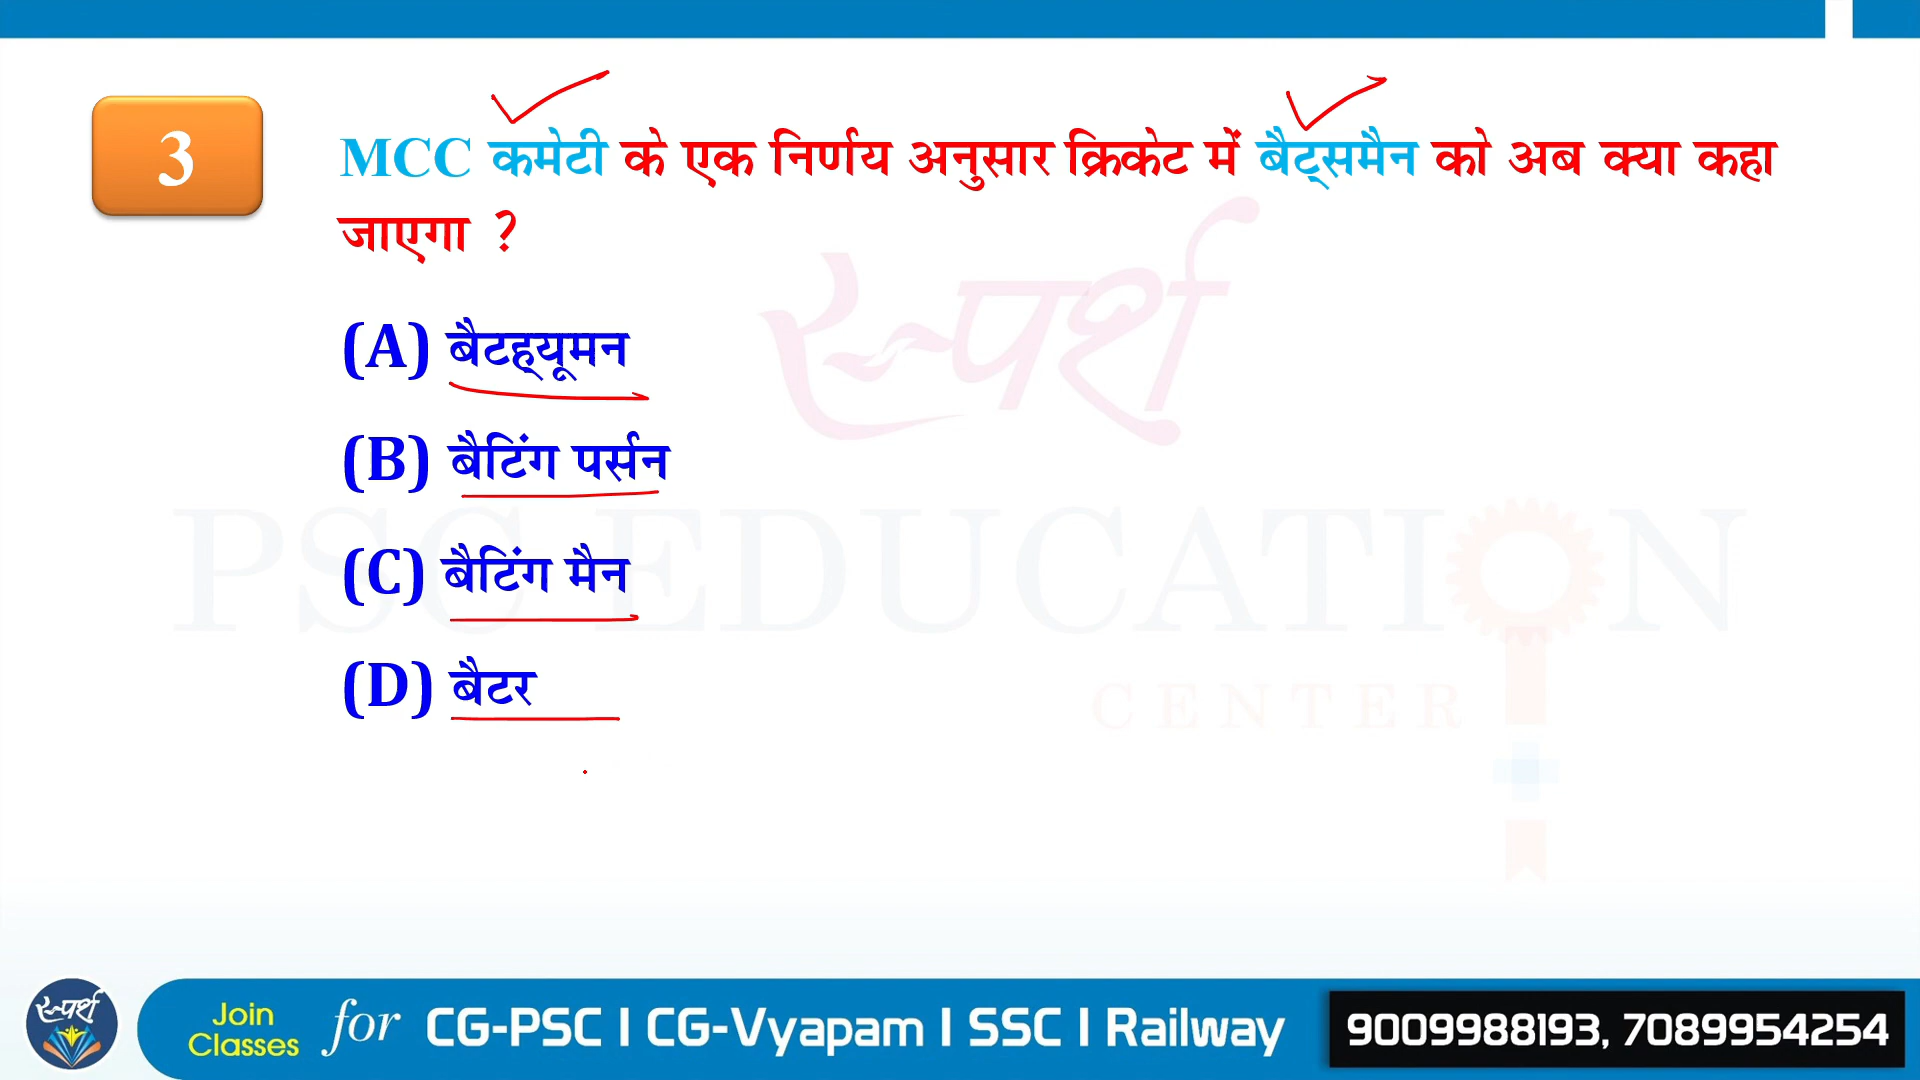 3
MCC कमेटी के एक निर्णय अनुसार क्रिकेट में बैट्समैन को अब क्या कहा
जाएगा ?
(A) बैटह्यूमन
(B) बैटिंग पर्सन
(C) बैटिंग मैन
(D) बैटर
स्पर्श
PSC EDUCATION
CENTER
स्पर्श
Join
Classes
for CG-PSC I CG-Vyapam I SSC I Railway
9009988193, 7089954254